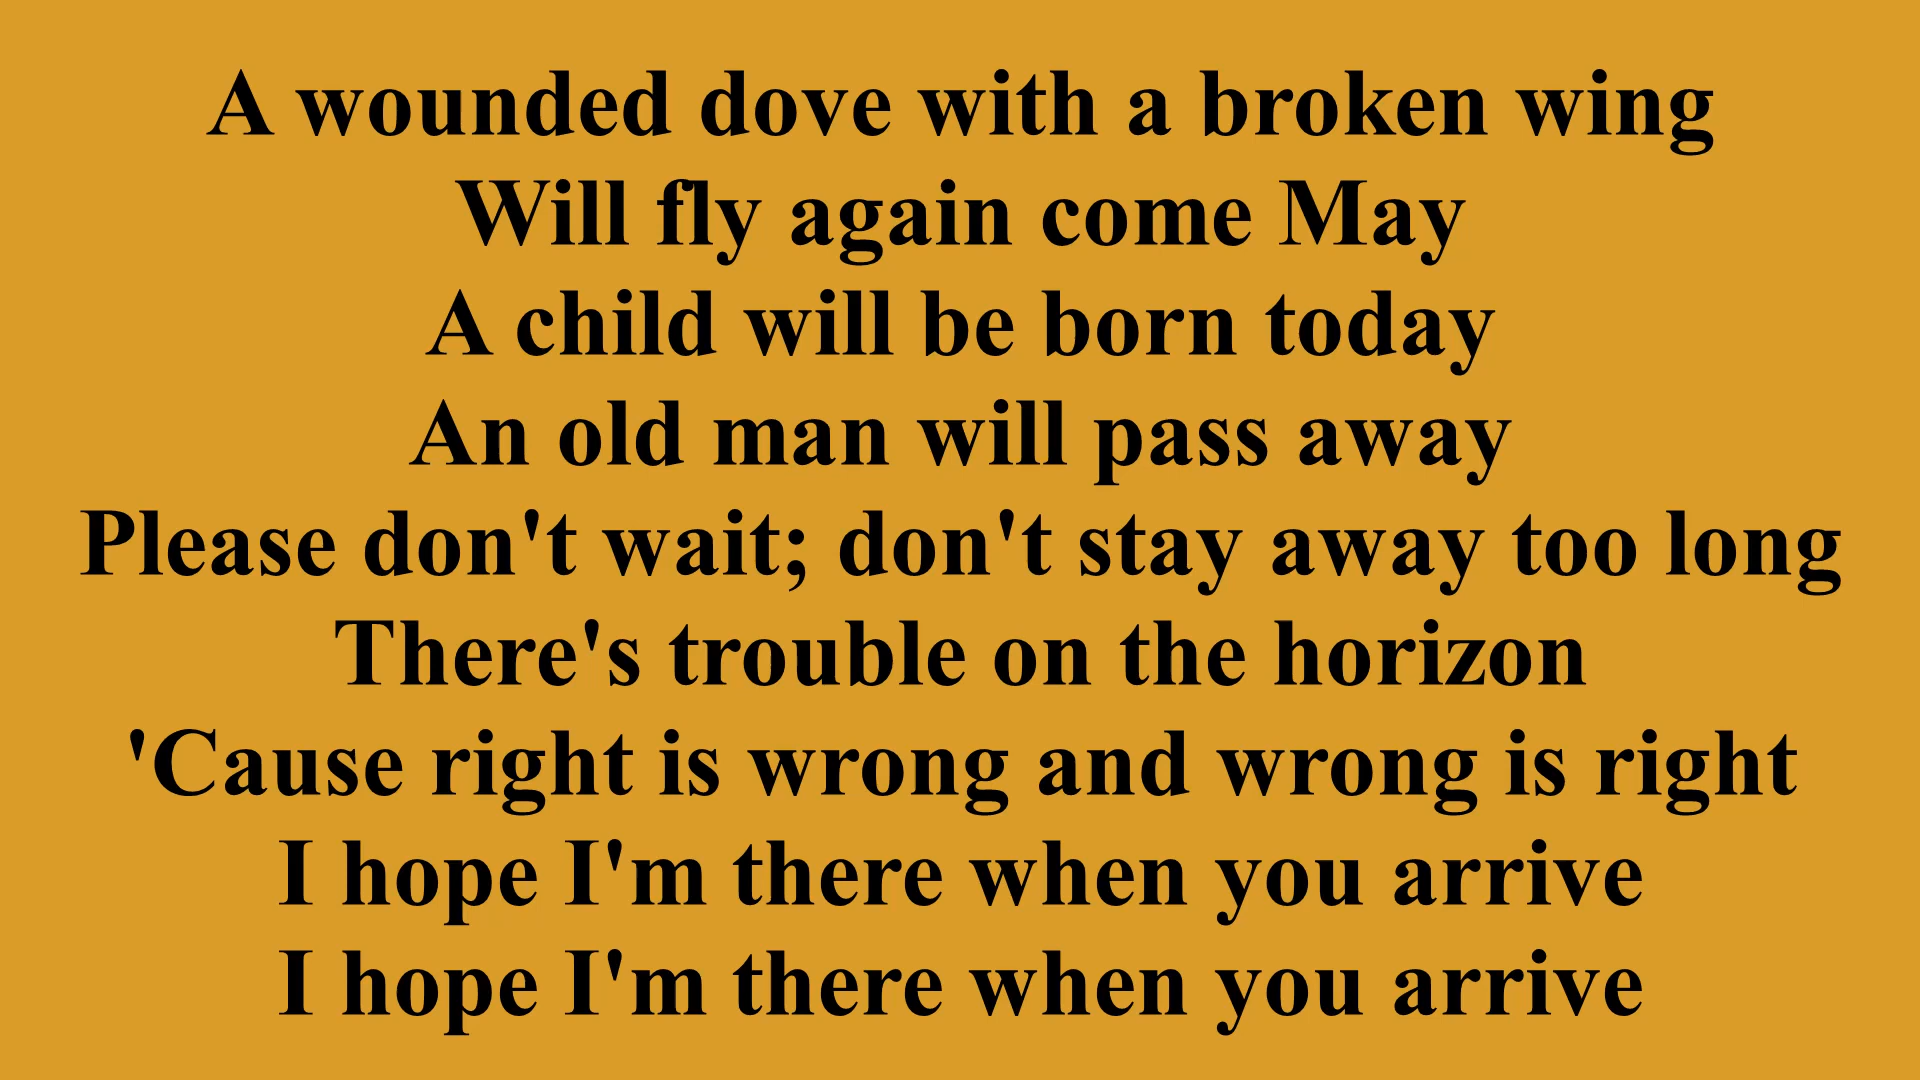 A wounded dove with a broken wing
Will fly again come May
A child will be born today
An old man will pass away
Please don't wait; don't stay away too long
There's trouble on the horizon
'Cause right is wrong and wrong is right
I hope I'm there when you arrive
I hope I'm there when you arrive